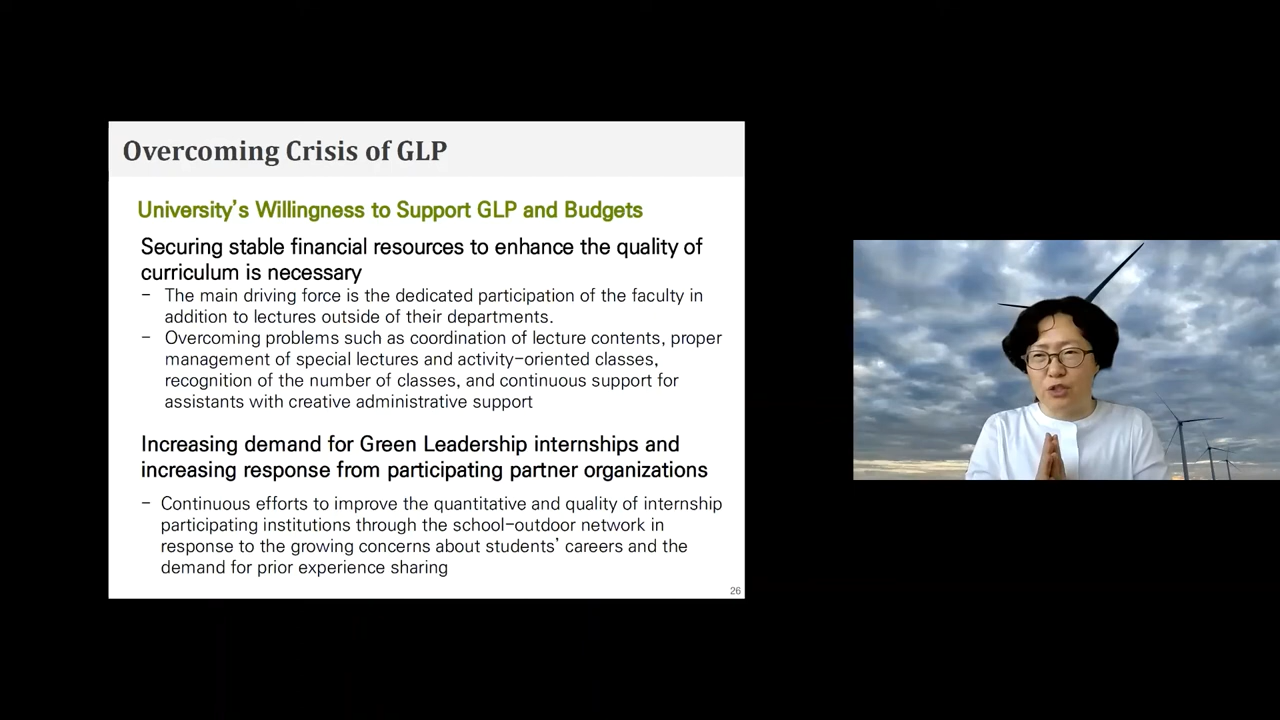 Overcoming Crisis of GLP
University's Willingness to Support GLP and Budgets
Securing stable financial resources to enhance the quality of
curriculum is necessary
- The main driving force is the dedicated participation of the faculty in
addition to lectures outside of their departments.
- Overcoming problems such as coordination of lecture contents, proper
management of special lectures and activity-oriented classes,
recognition of the number of classes, and continuous support for
assistants with creative administrative support
Increasing demand for Green Leadership internships and
increasing response from participating partner organizations
- Continuous efforts to improve the quantitative and quality of internship
participating institutions through the school-outdoor network in
response to the growing concerns about students' careers and the
demand for prior experience sharing
26